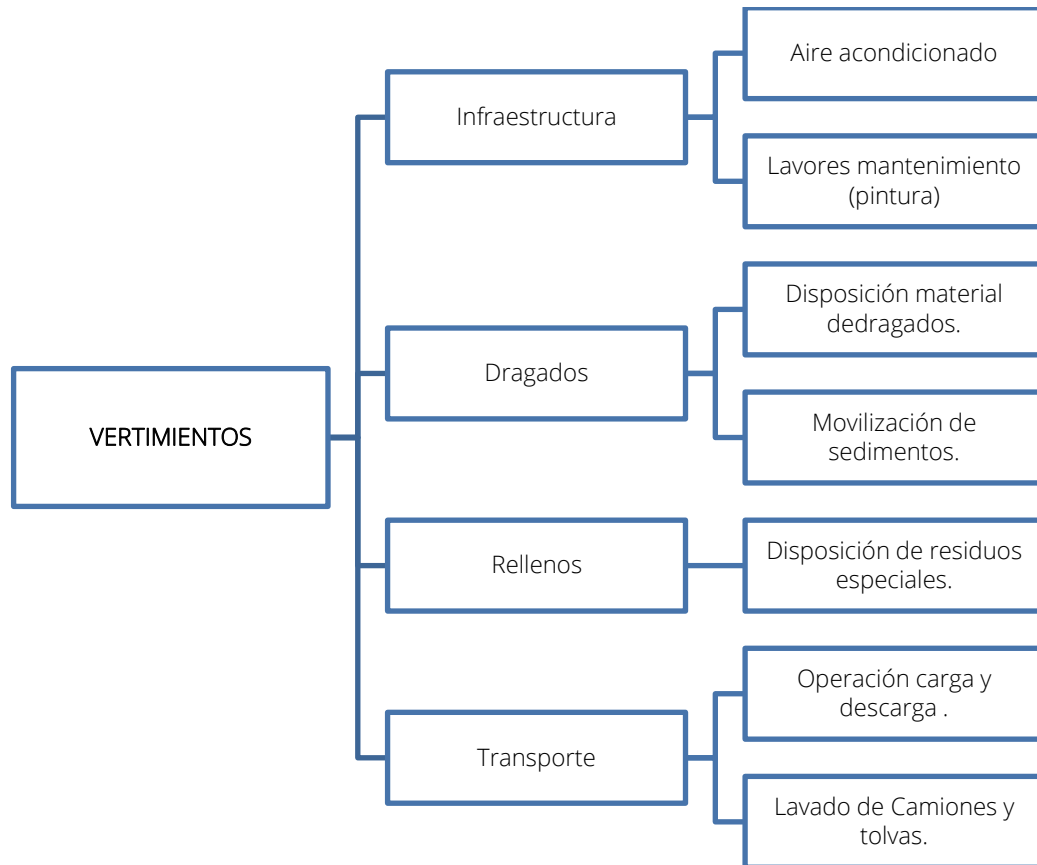 VERTIMIENTOS
Infraestructura
Aire acondicionado
Lavores mantenimiento
(pintura)
Dragados
Disposición material
dedragados.
Movilización de
sedimentos.
Rellenos
Disposición de residuos
especiales.
Transporte
Operación carga y
descarga .
Lavado de Camiones y
tolvas.